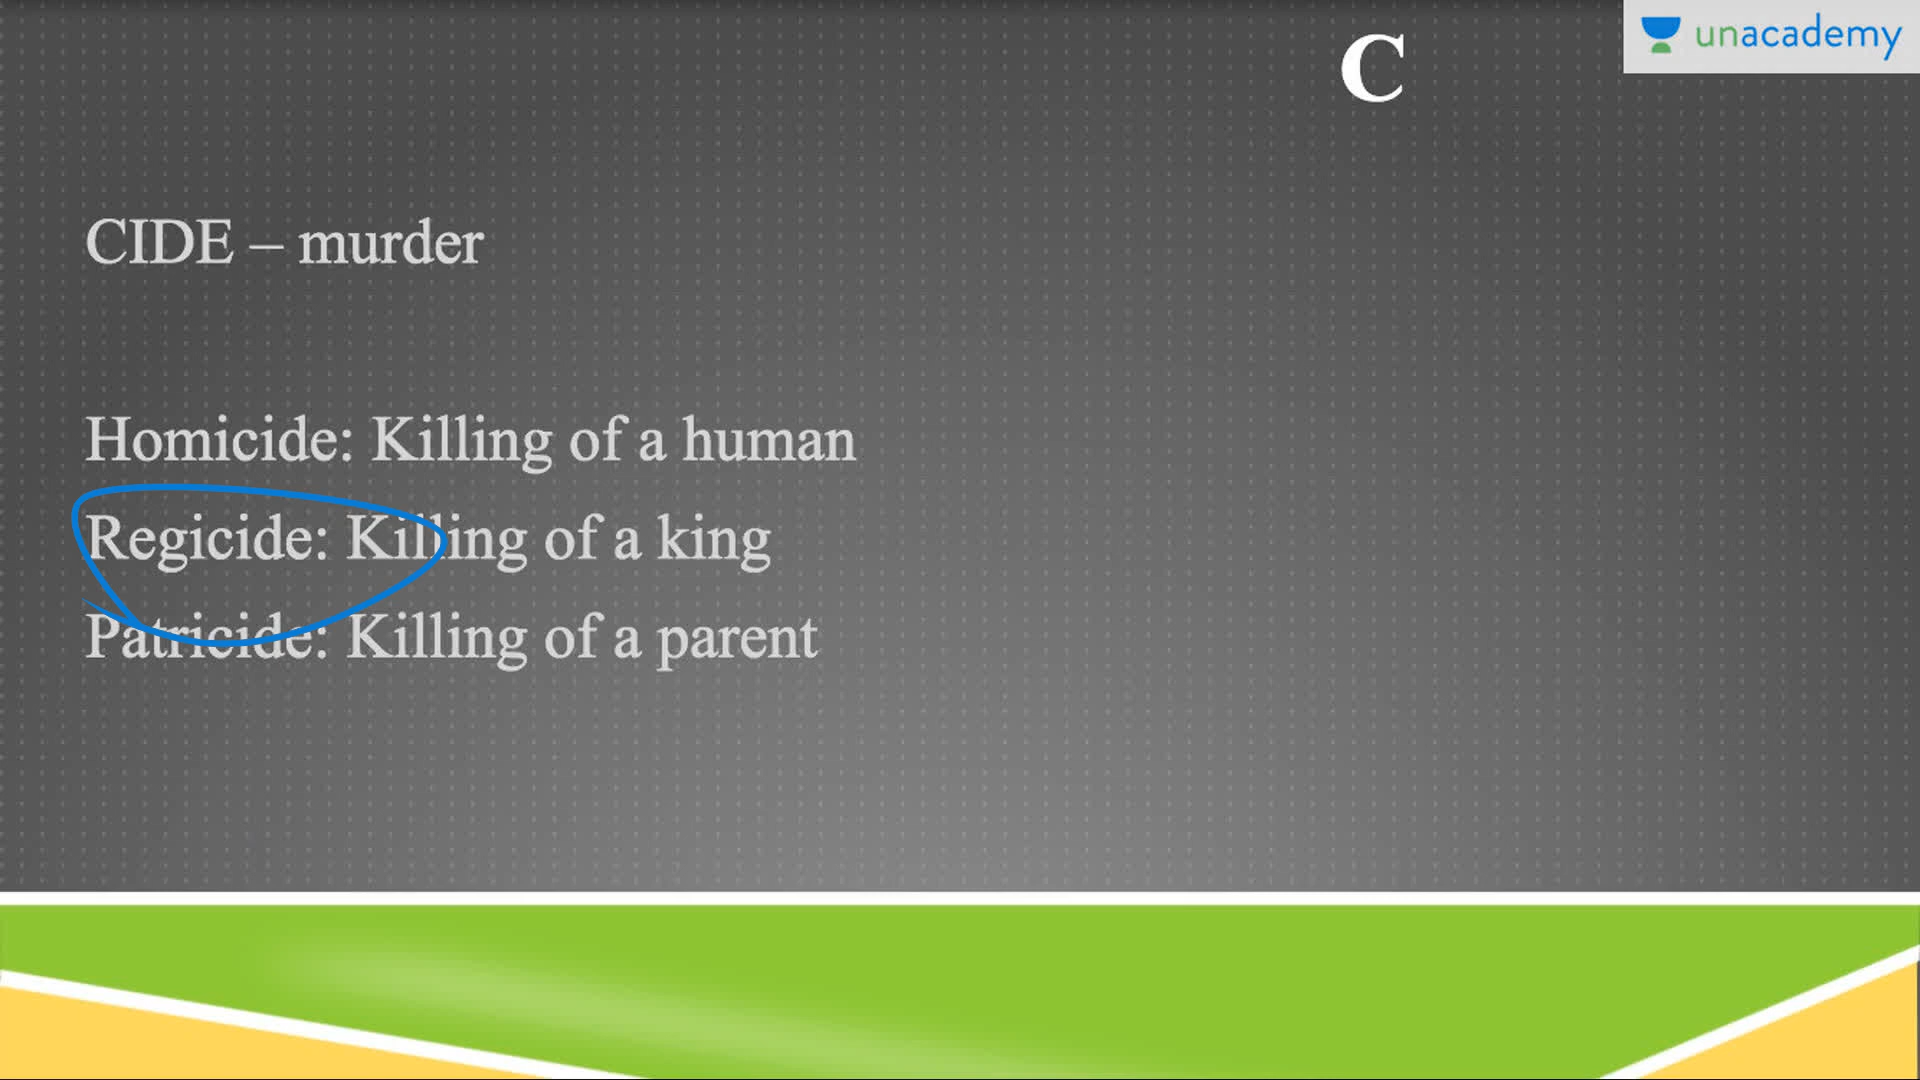 C
unacademy
CIDE – murder
Homicide: Killing of a human
Regicide: Killing of a king
Patricide: Killing of a parent